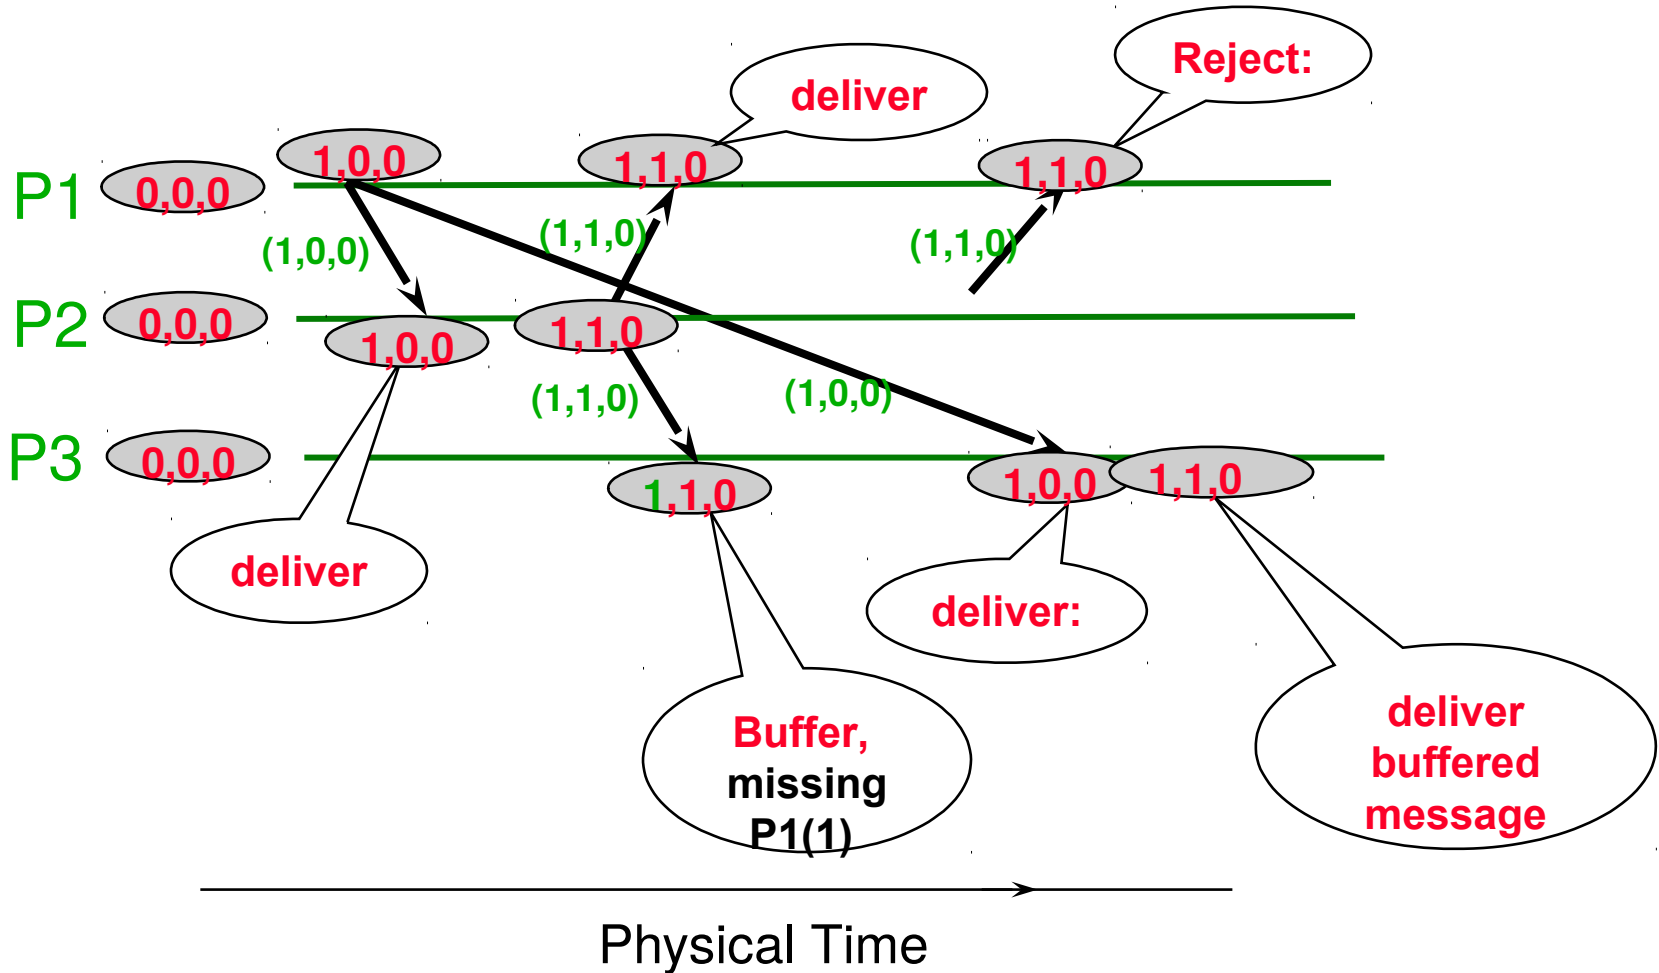 Reject:
deliver
P1
0,0,0
1,0,0
1,1,0
1,1,0
(1,0,0)
(1,1,0)
(1,1,0)
P2
0,0,0
1,0,0
1,1,0
(1,1,0)
(1,0,0)
P3
0,0,0
1,1,0
1,0,0
1,1,0
deliver
deliver:
Buffer,
missing
P1(1)
deliver
buffered
message
Physical Time